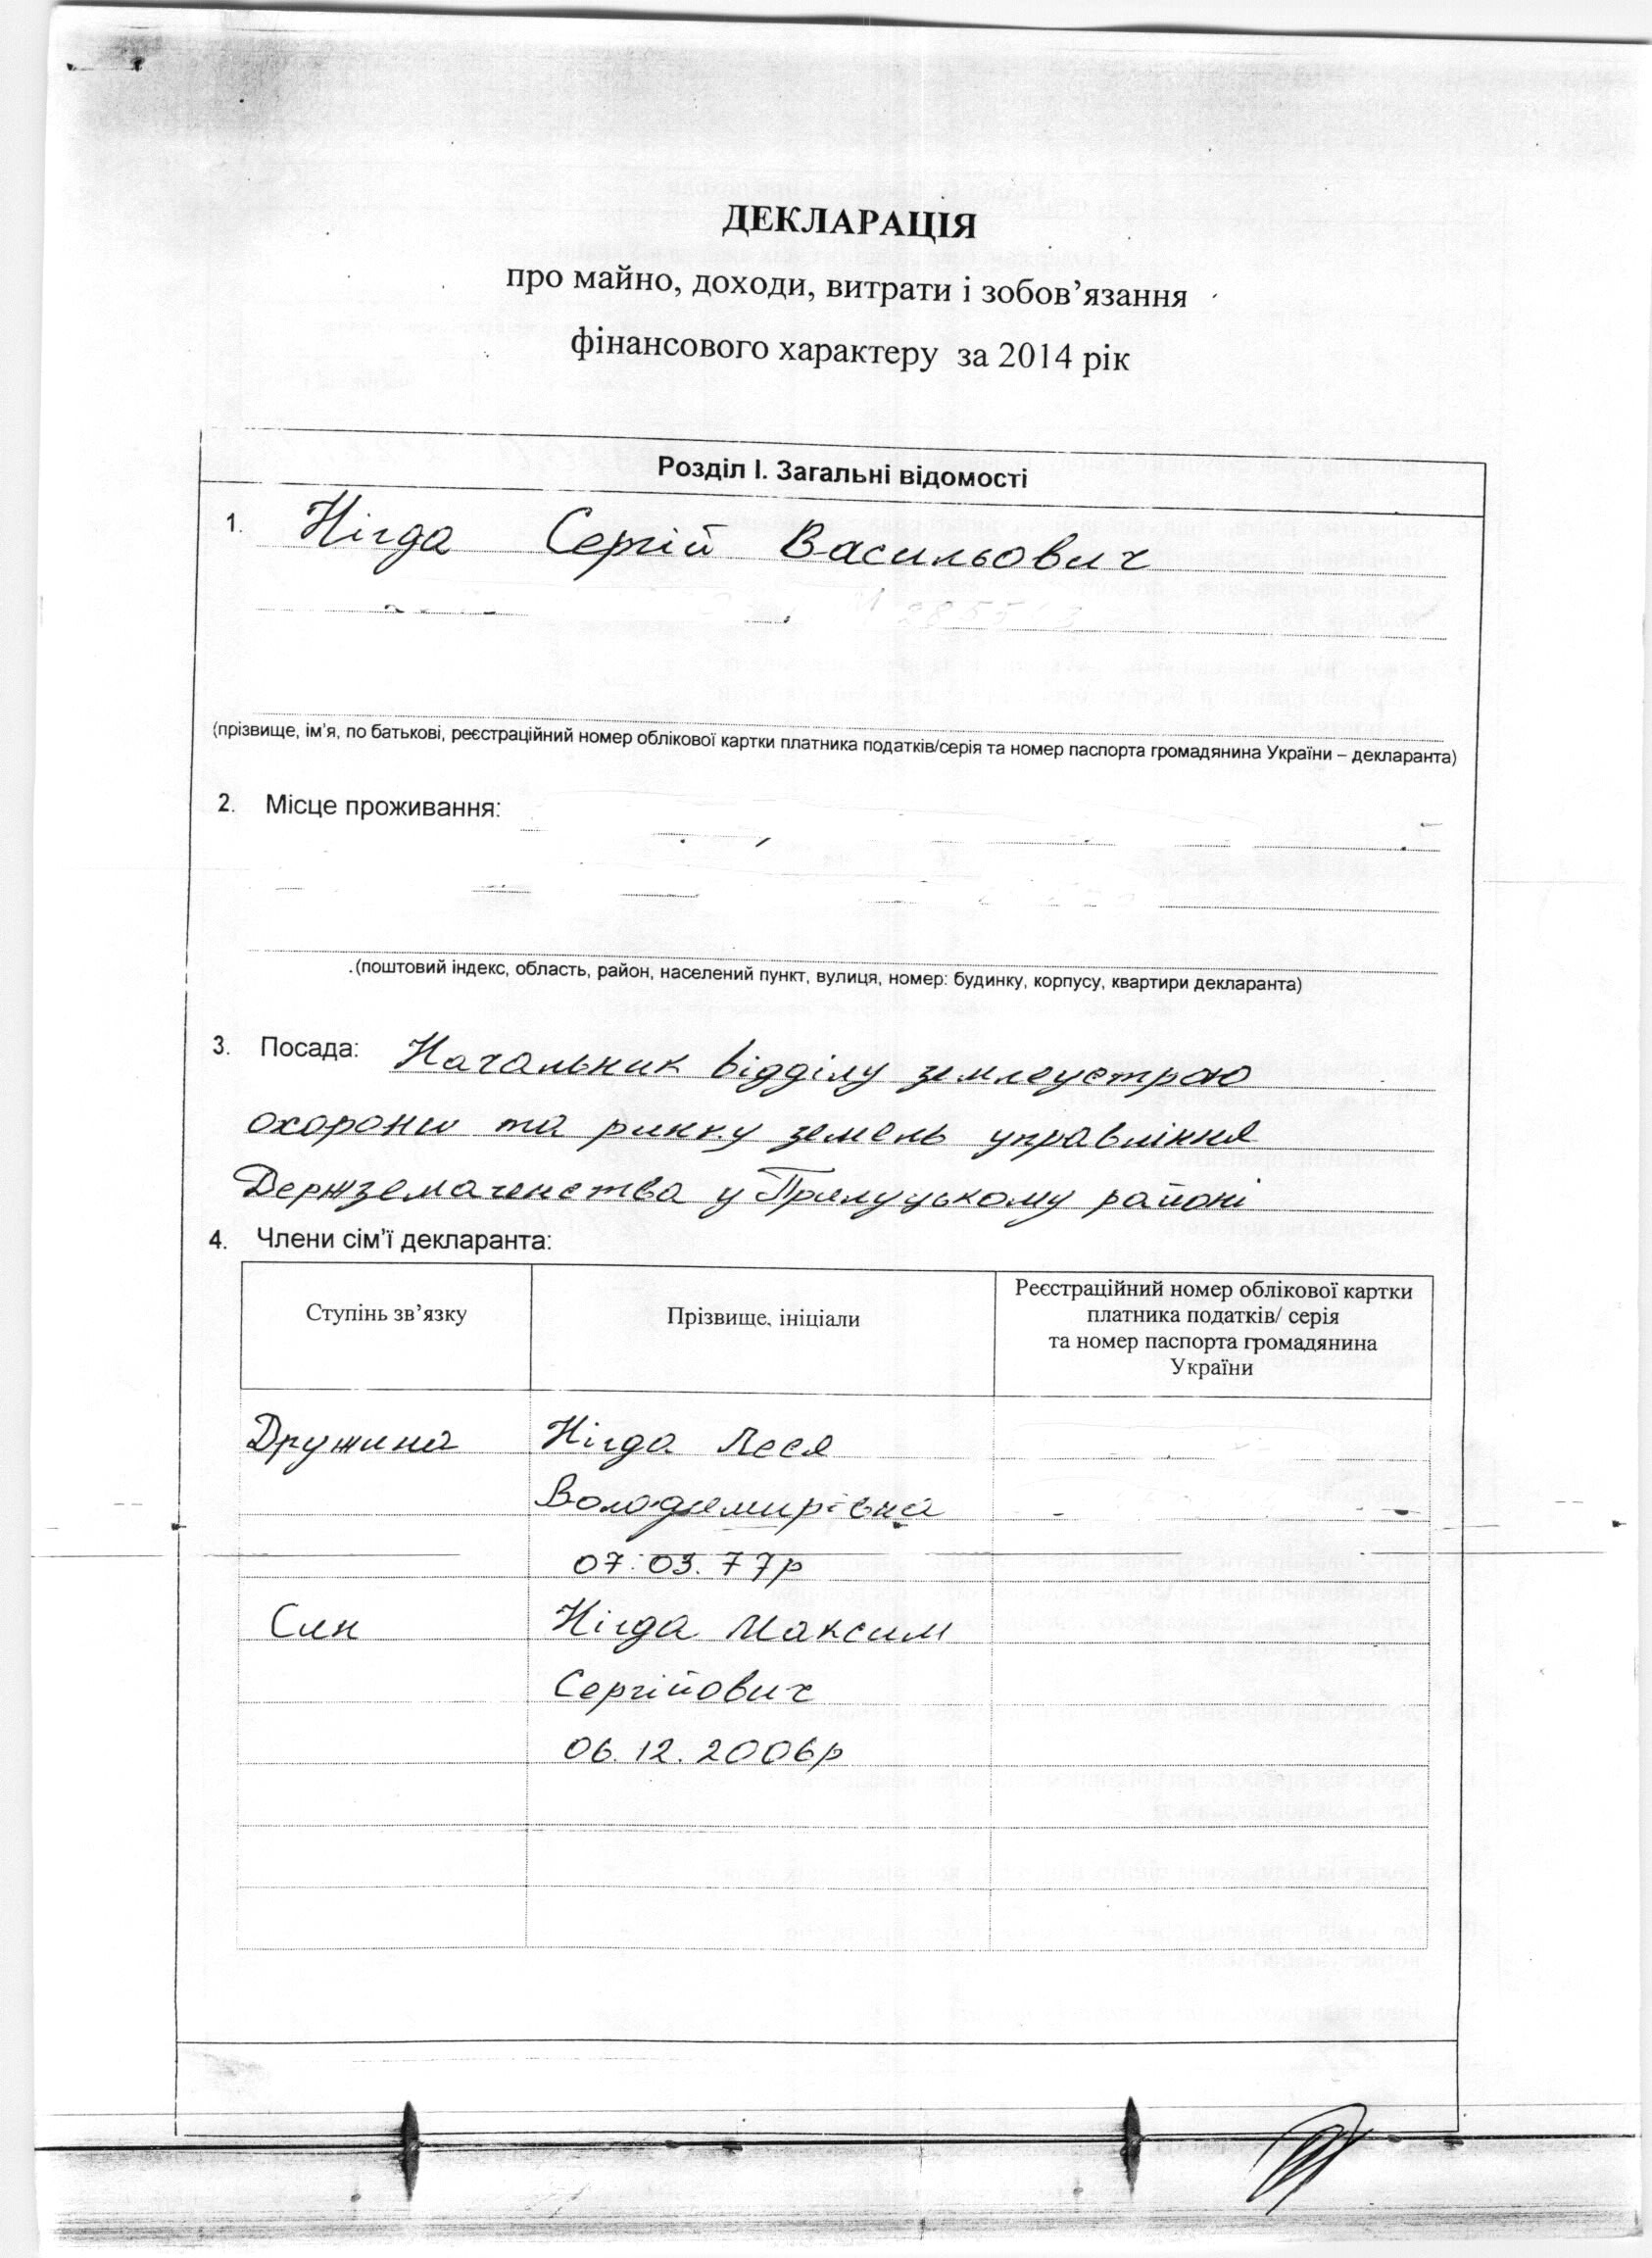 ДЕКЛАРАЦІЯ
про майно, доходи, витрати і зобов’язання
фінансового характеру за 2014 рік
Розділ І. Загальні відомості
1. Нігда Сергій Васильович
(прізвище, ім’я, по батькові, реєстраційний номер облікової картки платника податків/серія та номер паспорта громадянина України – декларанта)
2. Місце проживання:
(поштовий індекс, область, район, населений пункт, вулиця, номер: будинку, корпусу, квартири декларанта)
3. Посада: Начальник відділу землеустрою
охорони та ринку земель управління
Держземагенства у Прилуцькому районі
4. Члени сім’ї декларанта:
Ступінь зв’язку
Прізвище, ініціали
Реєстраційний номер облікової картки
платника податків/ серія
та номер паспорта громадянина
України
Дружина Нігда Леся
Володимирівна
07.03.77р
Син Нігда Максим
Сергійович
06.12.2006р